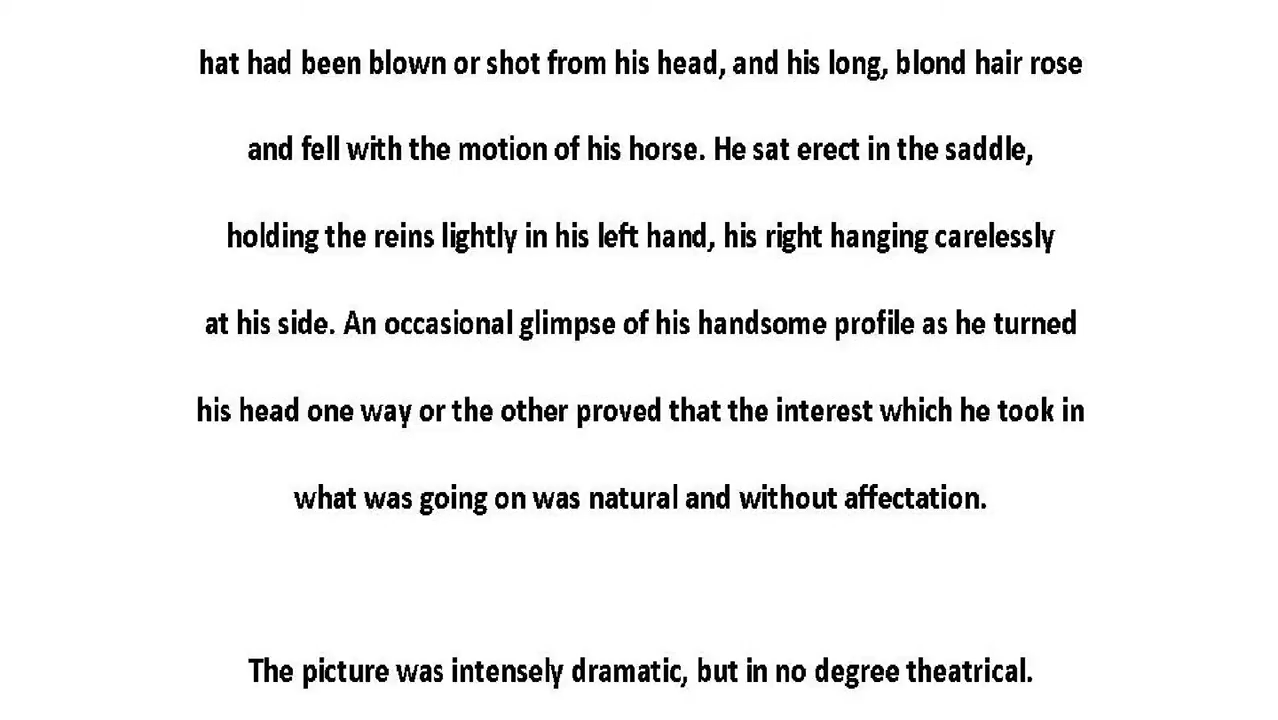 hat had been blown or shot from his head, and his long, blond hair rose
and fell with the motion of his horse. He sat erect in the saddle,
holding the reins lightly in his left hand, his right hanging carelessly
at his side. An occasional glimpse of his handsome profile as he turned
his head one way or the other proved that the interest which he took in
what was going on was natural and without affectation.
The picture was intensely dramatic, but in no degree theatrical.